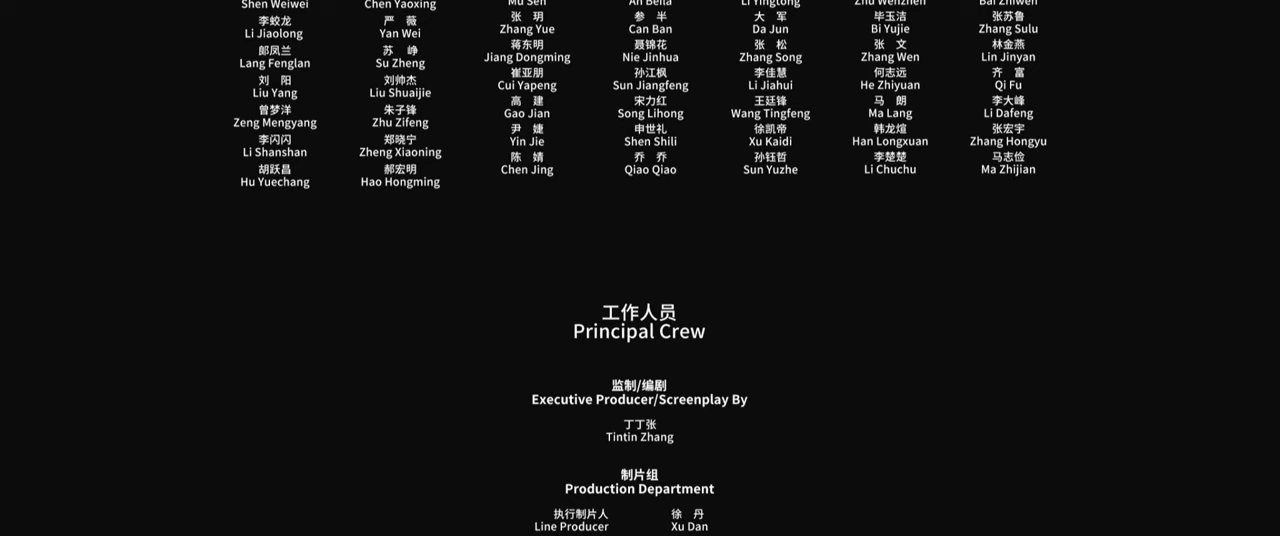 Shen Weiwei Chen Yaoxing Mu Sen An Beita Li Yingtong Zhu Wenzhen Bai Zhiwen
李蛟龙 严 薇 张 玥 参 半 大 军 毕玉洁 张苏鲁
Li Jiaolong Yan Wei Zhang Yue Can Ban Da Jun Bi Yujie Zhang Sulu
郎凤兰 苏 峥 蒋东明 聂锦花 张 松 张 文 林金燕
Lang Fenglan Su Zheng Jiang Dongming Nie Jinhua Zhang Song Zhang Wen Lin Jinyan
刘 阳 刘帅杰 崔亚朋 孙江枫 李佳慧 何志远 齐 富
Liu Yang Liu Shuaijie Cui Yapeng Sun Jiangfeng Li Jiahui He Zhiyuan Qi Fu
曾梦洋 朱子锋 高 建 宋力红 王廷锋 马 朗 李大峰
Zeng Mengyang Zhu Zifeng Gao Jian Song Lihong Wang Tingfeng Ma Lang Li Dafeng
李闪闪 郑晓宁 尹 婕 申世礼 徐凯帝 韩龙煊 张宏宇
Li Shanshan Zheng Xiaoning Yin Jie Shen Shili Xu Kaidi Han Longxuan Zhang Hongyu
胡跃昌 郝宏明 陈 婧 乔 乔 孙钰哲 李楚楚 马志俭
Hu Yuechang Hao Hongming Chen Jing Qiao Qiao Sun Yuzhe Li Chuchu Ma Zhijian
工作人员
Principal Crew
监制/编剧
Executive Producer/Screenplay By
丁丁张
Tintin Zhang
制片组
Production Department
执行制片人 徐 丹
Line Producer Xu Dan